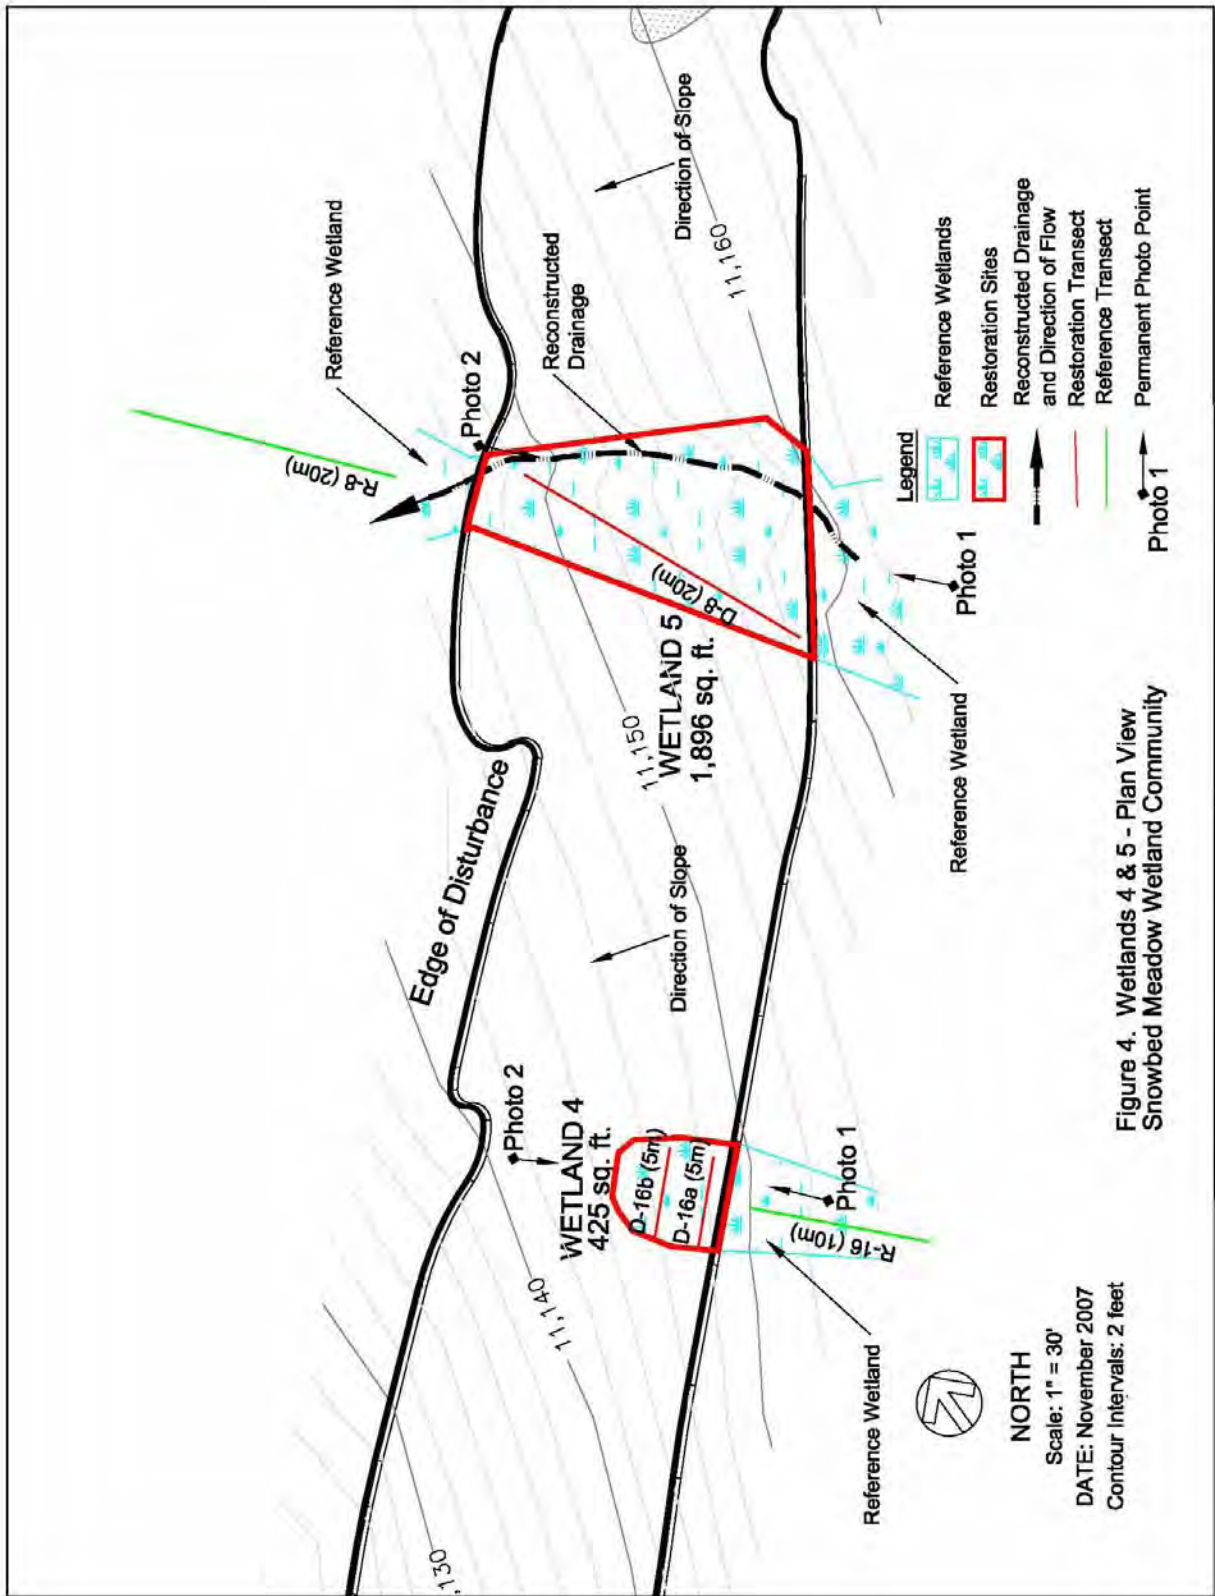 Reference Wetland
R-8 (20m)
Photo 2
Reconstructed
Drainage
Direction of Slope
11,160
Edge of Disturbance
D-8 (20m)
WETLAND 5
1,896 sq. ft.
11,150
Photo 1
Reference Wetland
Direction of Slope
Photo 2
WETLAND 4
425 sq. ft.
D-16b (5m)
D-16a (5m)
Photo 1
R-16 (10m)
11,140
Reference Wetland
,130
Legend
Reference Wetlands
Restoration Sites
Reconstructed Drainage
and Direction of Flow
Restoration Transect
Reference Transect
Permanent Photo Point
Photo 1
NORTH
Scale: 1" = 30'
DATE: November 2007
Contour Intervals: 2 feet
Figure 4. Wetlands 4 & 5 - Plan View
Snowbed Meadow Wetland Community